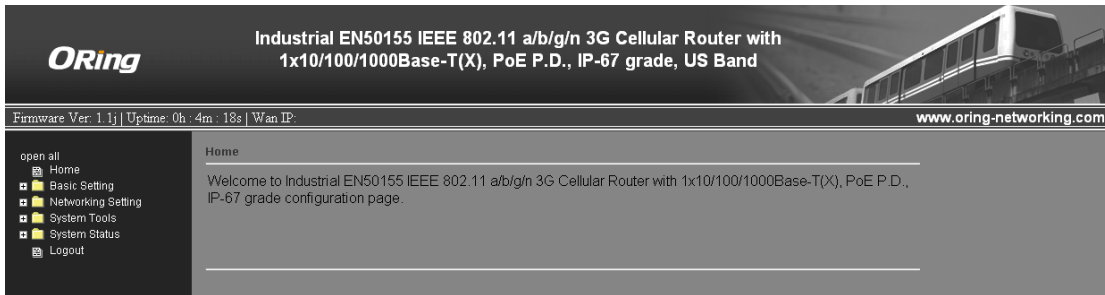 ORing
Industrial EN50155 IEEE 802.11 a/b/g/n 3G Cellular Router with
1x10/100/1000Base-T(X), PoE P.D., IP-67 grade, US Band
Firmware Ver: 1.1j | Uptime: 0h : 4m : 18s | Wan IP:
www.oring-networking.com
open all
Home
Basic Setting
Networking Setting
System Tools
System Status
Logout
Home
Welcome to Industrial EN50155 IEEE 802.11 a/b/g/n 3G Cellular Router with 1x10/100/1000Base-T(X), PoE P.D.,
IP-67 grade configuration page.